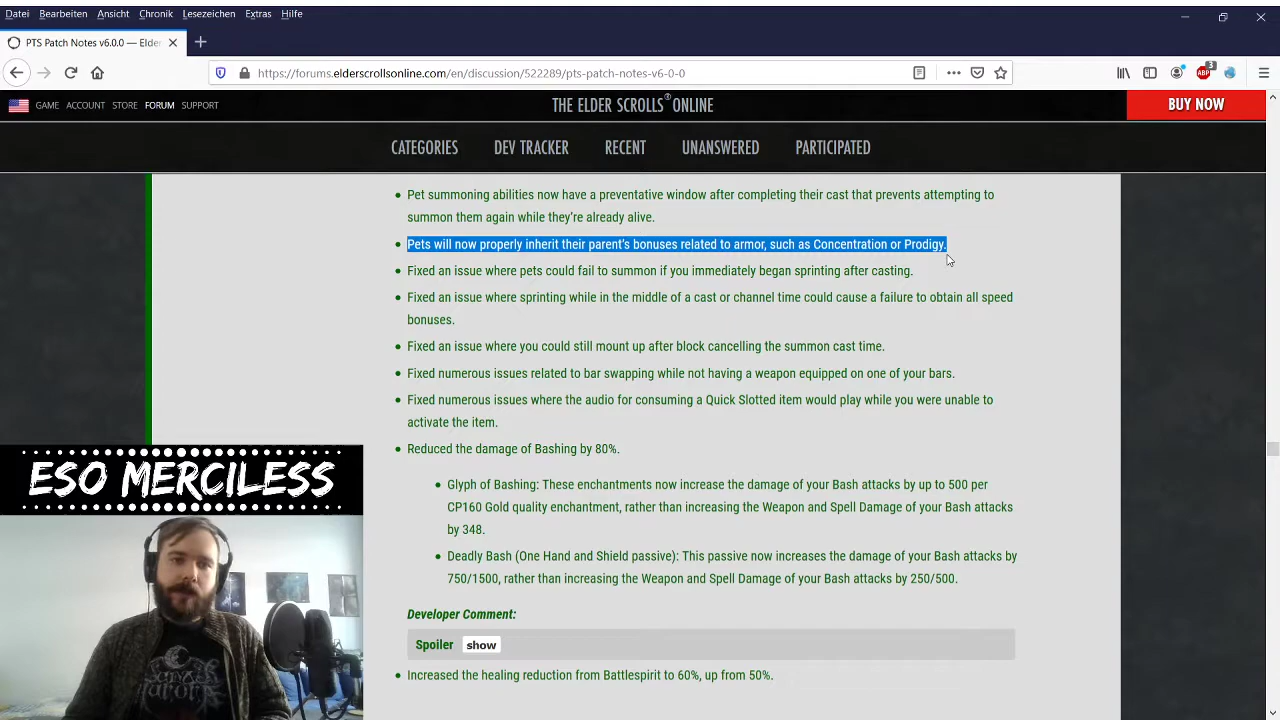 Datei Bearbeiten Ansicht Chronik Lesezeichen Extras Hilfe
PTS Patch Notes v6.0.0 — Elder
https://forums.elderscrollsonline.com/en/discussion/522289/pts-patch-notes-v6-0-0
ABP 3
GAME ACCOUNT STORE FORUM SUPPORT
THE ELDER SCROLLS® ONLINE
BUY NOW
CATEGORIES DEV TRACKER RECENT UNANSWERED PARTICIPATED
• Pet summoning abilities now have a preventative window after completing their cast that prevents attempting to
summon them again while they're already alive.
• Pets will now properly inherit their parent's bonuses related to armor, such as Concentration or Prodigy.
• Fixed an issue where pets could fail to summon if you immediately began sprinting after casting.
• Fixed an issue where sprinting while in the middle of a cast or channel time could cause a failure to obtain all speed
bonuses.
• Fixed an issue where you could still mount up after block cancelling the summon cast time.
• Fixed numerous issues related to bar swapping while not having a weapon equipped on one of your bars.
• Fixed numerous issues where the audio for consuming a Quick Slotted item would play while you were unable to
activate the item.
• Reduced the damage of Bashing by 80%.
• Glyph of Bashing: These enchantments now increase the damage of your Bash attacks by up to 500 per
CP160 Gold quality enchantment, rather than increasing the Weapon and Spell Damage of your Bash attacks
by 348.
• Deadly Bash (One Hand and Shield passive): This passive now increases the damage of your Bash attacks by
750/1500, rather than increasing the Weapon and Spell Damage of your Bash attacks by 250/500.
Developer Comment:
Spoiler show
• Increased the healing reduction from Battlespirit to 60%, up from 50%.
ESO MERCILESS